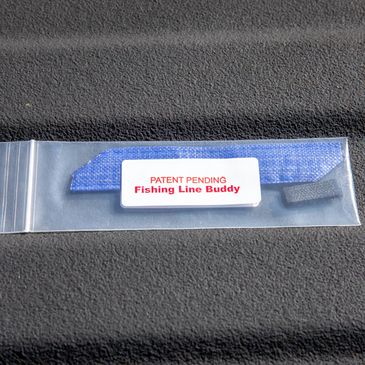 PATENT PENDING
Fishing Line Buddy